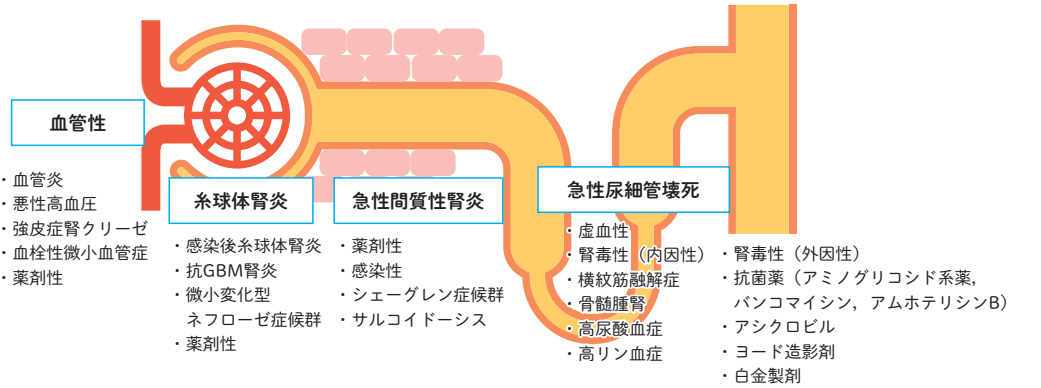 血管性
・血管炎
・悪性高血圧
・強皮症腎クリーゼ
・血栓性微小血管症
・薬剤性
糸球体腎炎
・感染後糸球体腎炎
・抗GBM腎炎
・微小変化型
ネフローゼ症候群
・薬剤性
急性間質性腎炎
・薬剤性
・感染性
・シェーグレン症候群
・サルコイドーシス
急性尿細管壊死
・虚血性
・腎毒性（内因性）
・横紋筋融解症
・骨髄腫腎
・高尿酸血症
・高リン血症
・腎毒性（外因性）
・抗菌薬（アミノグリコシド系薬，
バンコマイシン，アムホテリシンB）
・アシクロビル
・ヨード造影剤
・白金製剤